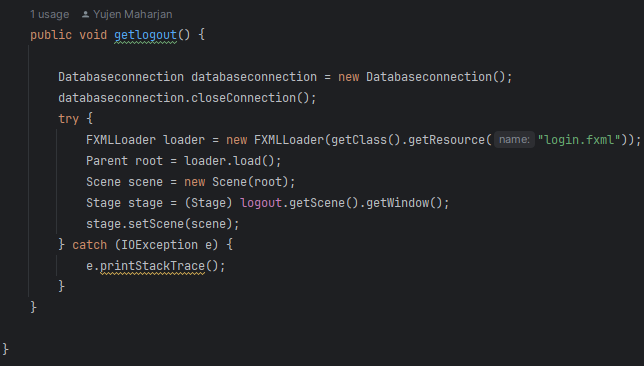 1 usage Yujen Maharjan
public void getlogout() {
Databaseconnection databaseconnection = new Databaseconnection();
databaseconnection.closeConnection();
try {
FXMLLoader loader = new FXMLLoader(getClass().getResource( name: "login.fxml"));
Parent root = loader.load();
Scene scene = new Scene(root);
Stage stage = (Stage) logout.getScene().getWindow();
stage.setScene(scene);
} catch (IOException e) {
e.printStackTrace();
}
}
}